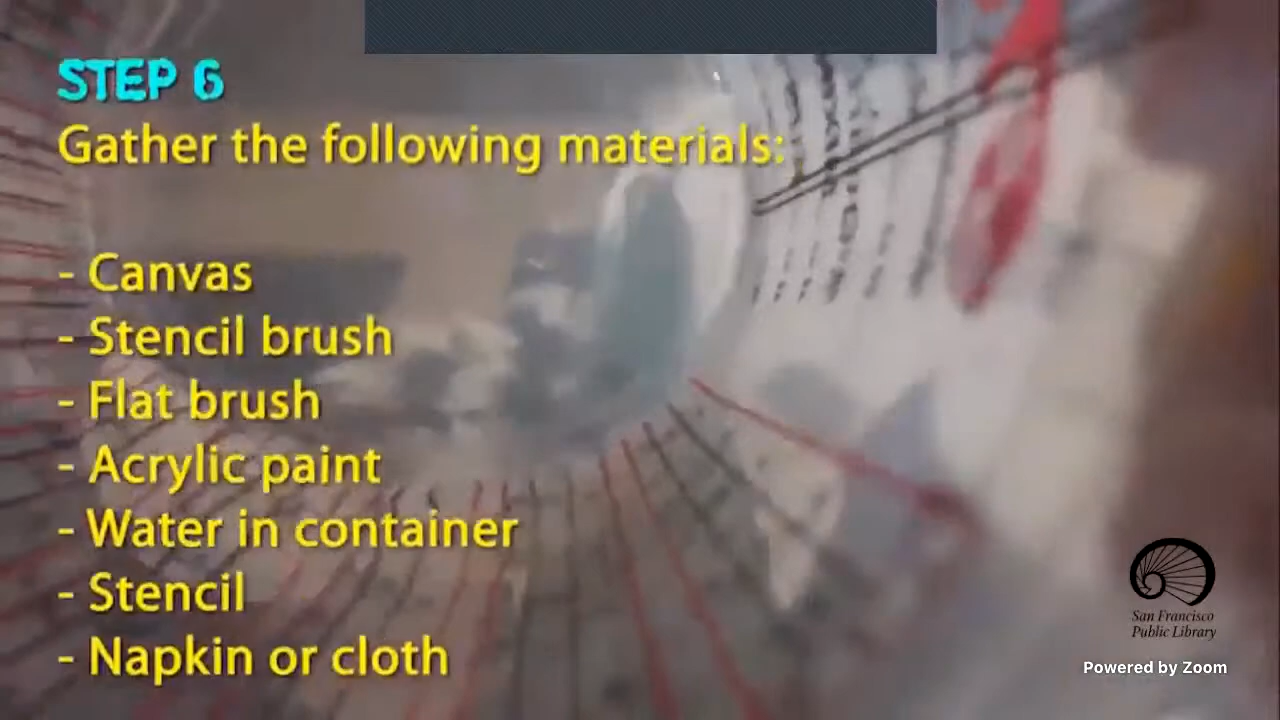 STEP 6
Gather the following materials:
- Canvas
- Stencil brush
- Flat brush
- Acrylic paint
- Water in container
- Stencil
- Napkin or cloth
San Francisco
Public Library
Powered by Zoom